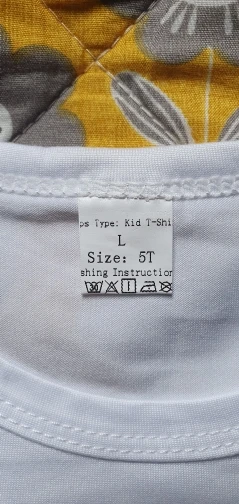 ps Type: Kid T-Shi
L
Size: 5T
shing Instruction